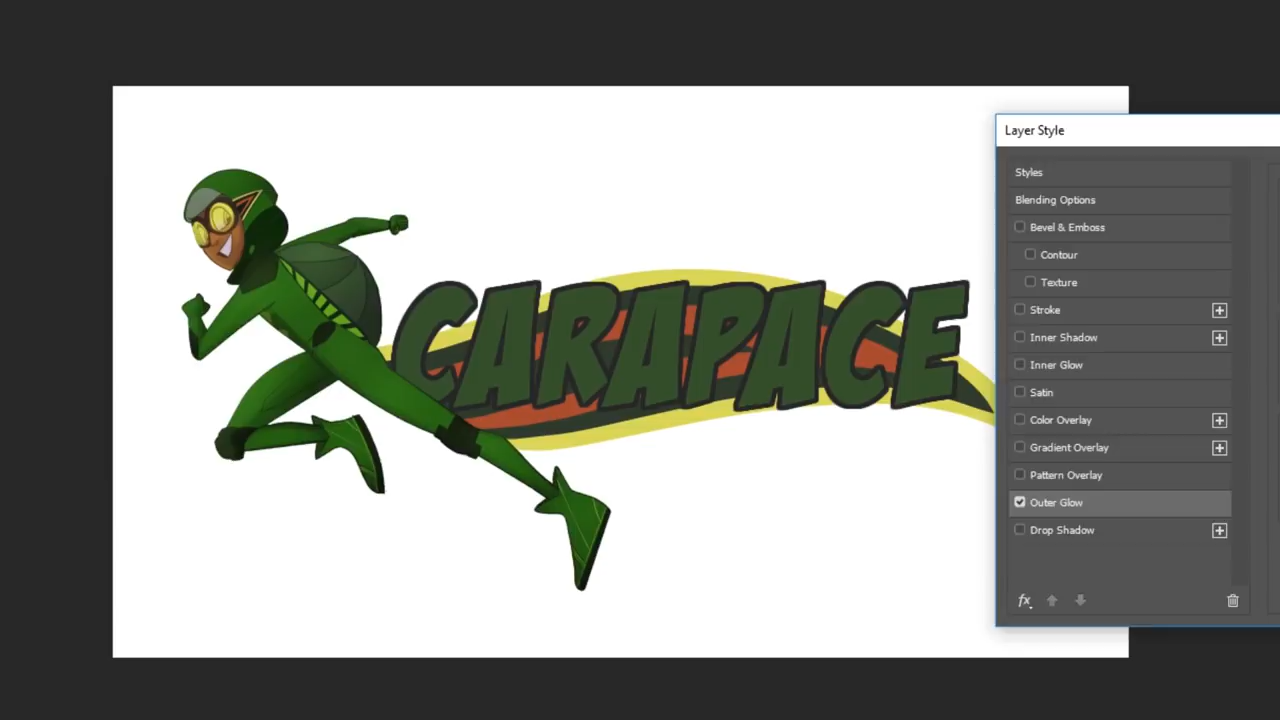 Layer Style
Styles
Blending Options
Bevel & Emboss
Contour
Texture
CARAPACE
Stroke
Inner Shadow
Inner Glow
Satin
Color Overlay
Gradient Overlay
Pattern Overlay
Outer Glow
Drop Shadow
fx